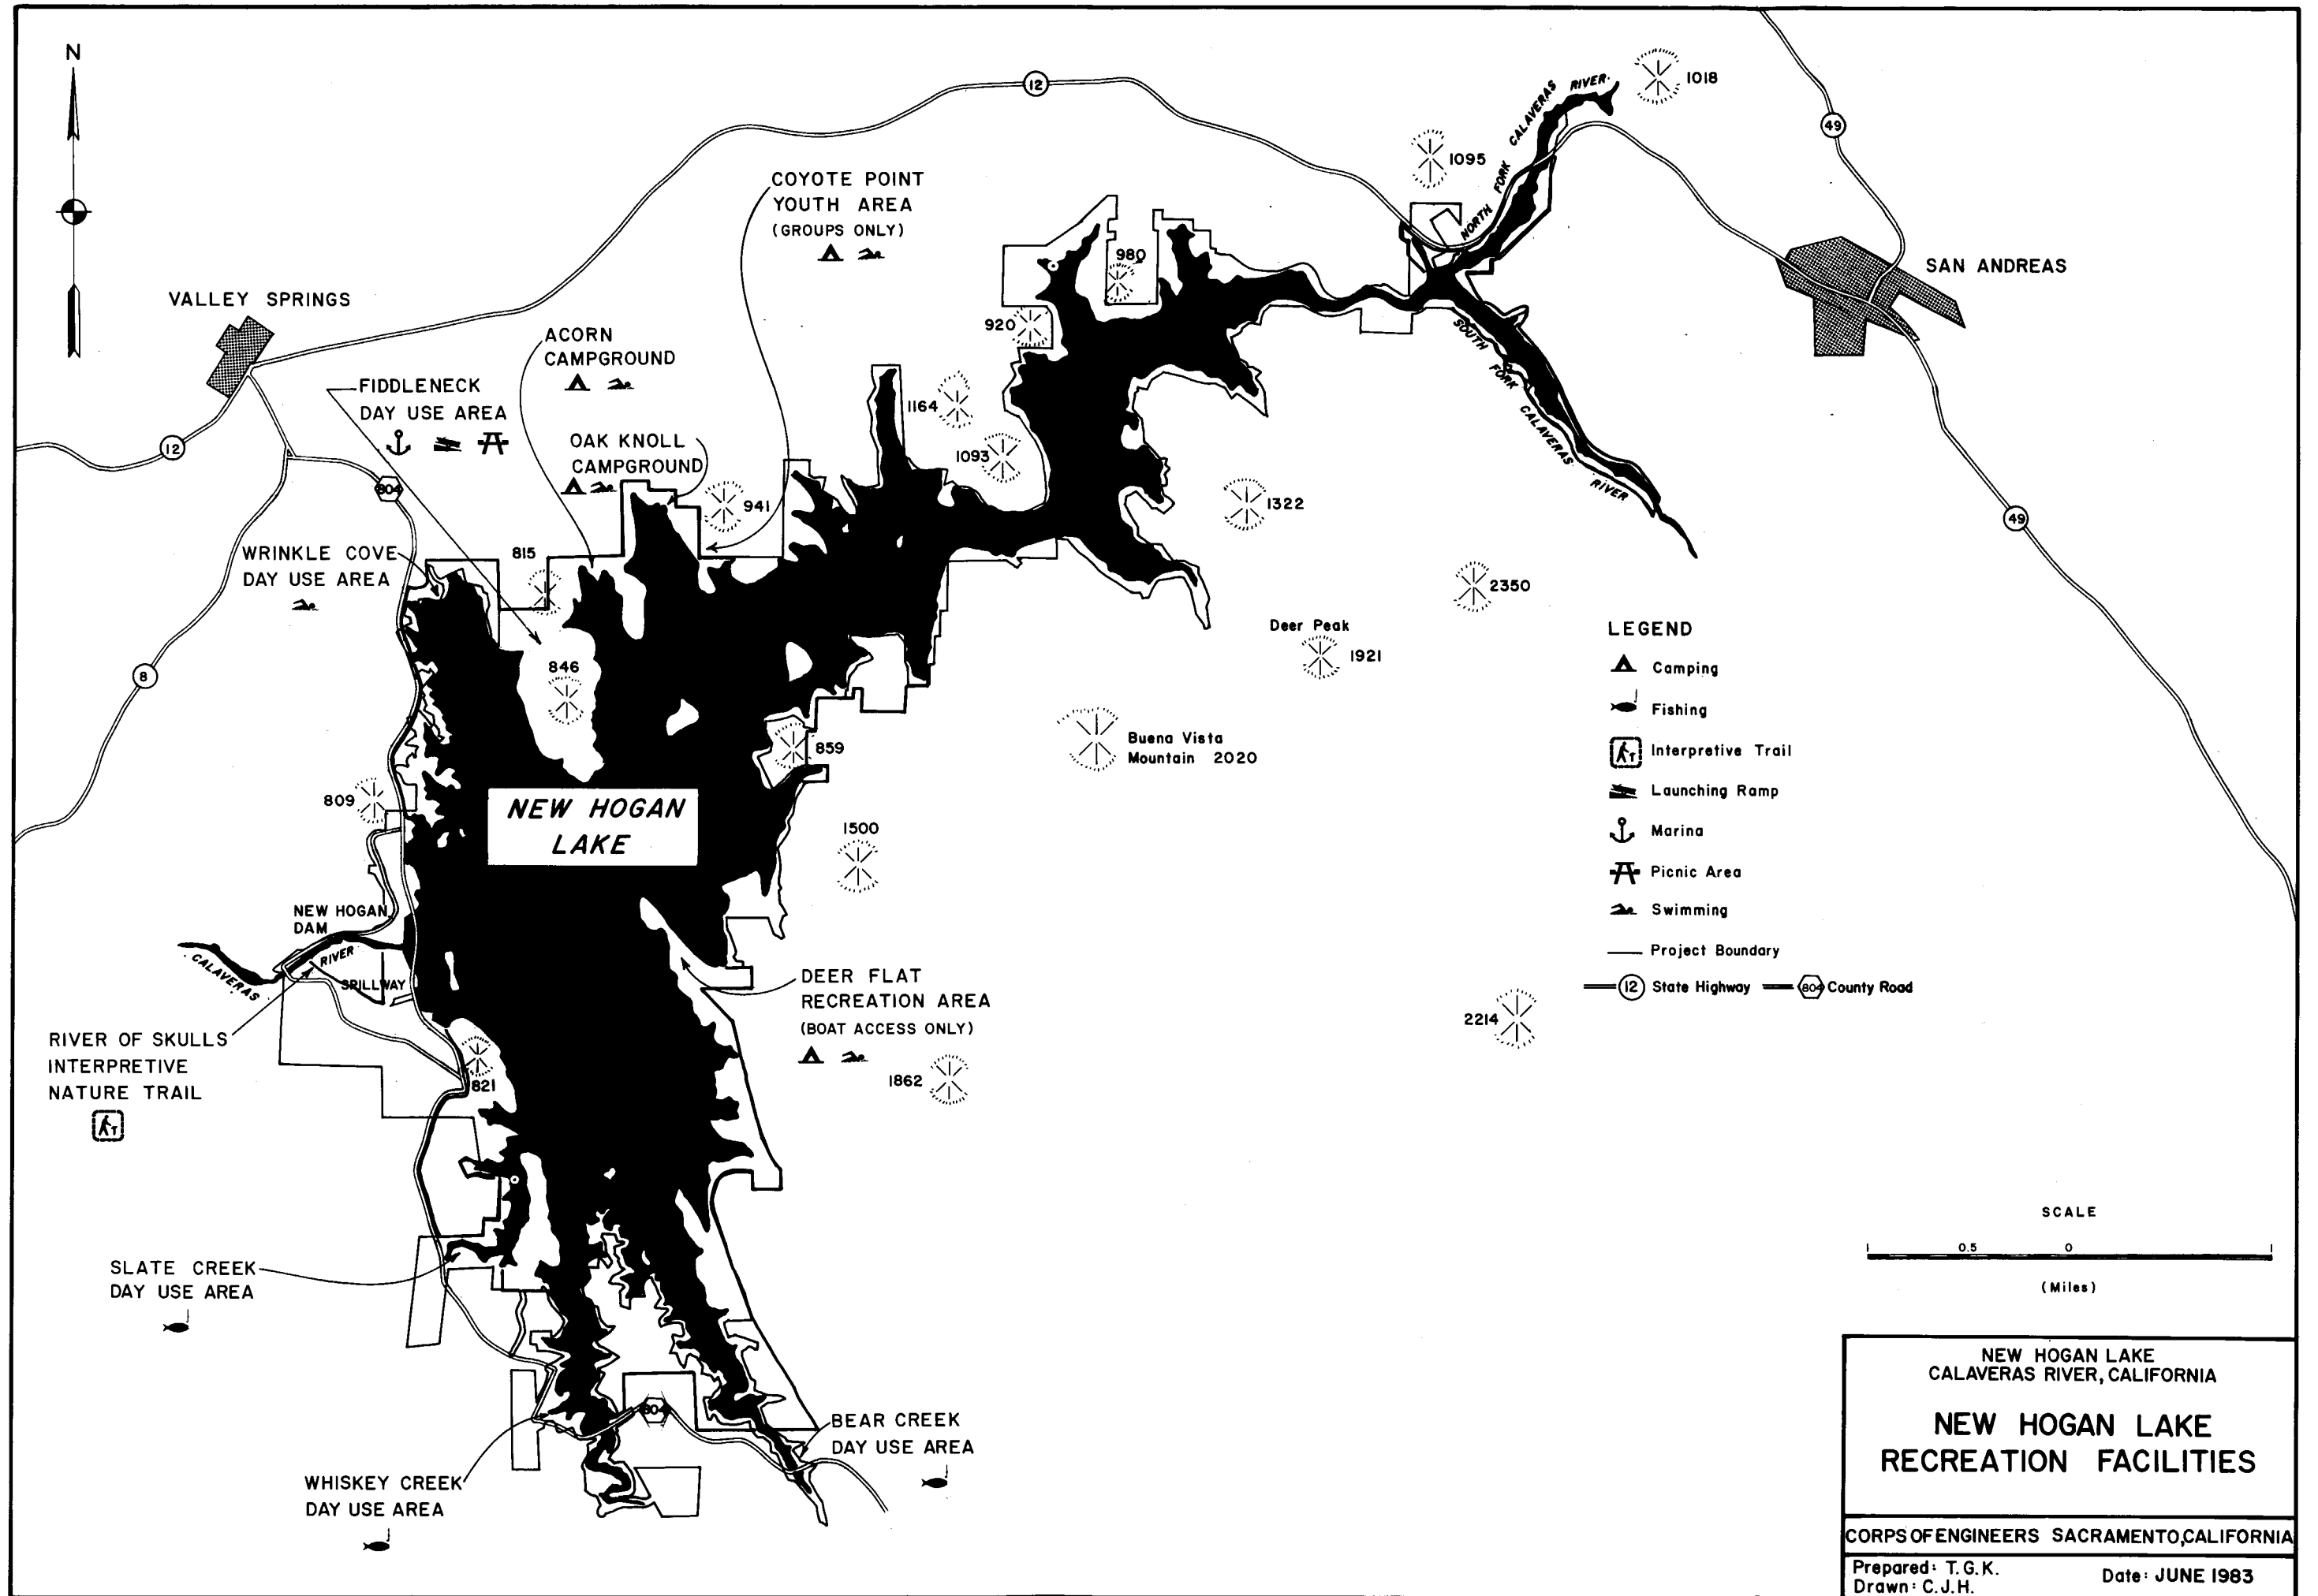 N
12
NORTH FORK CALAVERAS RIVER
1018
49
1095
COYOTE POINT
YOUTH AREA
(GROUPS ONLY)
980
SAN ANDREAS
VALLEY SPRINGS
920
ACORN
CAMPGROUND
SOUTH FORK CALAVERAS RIVER
FIDDLENECK
DAY USE AREA
1164
12
OAK KNOLL
CAMPGROUND
1093
804
941
1322
49
WRINKLE COVE
DAY USE AREA
815
2350
Deer Peak
1921
8
846
859
Buena Vista
Mountain 2020
LEGEND
Camping
Fishing
Interpretive Trail
Launching Ramp
Marina
Picnic Area
Swimming
Project Boundary
12 State Highway 804 County Road
809
NEW HOGAN
LAKE
1500
NEW HOGAN
DAM
CALAVERAS RIVER
SPILLWAY
DEER FLAT
RECREATION AREA
(BOAT ACCESS ONLY)
2214
RIVER OF SKULLS
INTERPRETIVE
NATURE TRAIL
821
1862
SCALE
1 0.5 0 1
(Miles)
SLATE CREEK
DAY USE AREA
804
BEAR CREEK
DAY USE AREA
WHISKEY CREEK
DAY USE AREA
NEW HOGAN LAKE
CALAVERAS RIVER, CALIFORNIA
NEW HOGAN LAKE
RECREATION FACILITIES
CORPS OF ENGINEERS SACRAMENTO, CALIFORNIA
Prepared: T.G.K.
Drawn: C.J.H.
Date: JUNE 1983